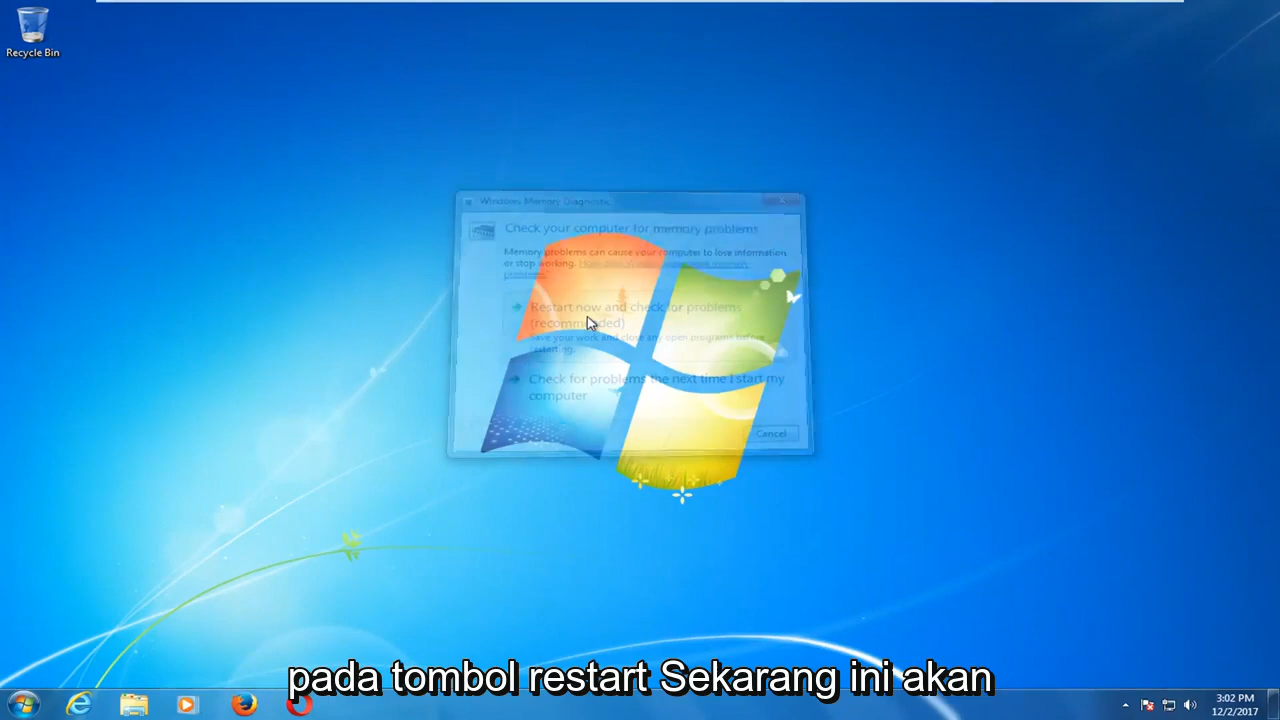 Recycle Bin
Windows Memory Diagnostic
Check your computer for memory problems
Memory problems can cause your computer to lose information
or stop working.
Restart now and check for problems
(recommended)
Save your work and close any open programs before
restarting.
Check for problems the next time I start my
computer
Cancel
pada tombol restart Sekarang ini akan
3:02 PM
12/2/2017